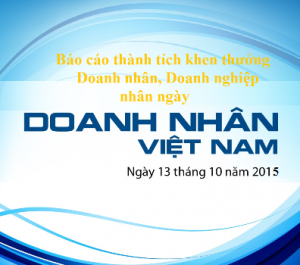 Báo cáo thành tích khen thưởng
Doanh nhân, Doanh nghiệp
nhân ngày
DOANH NHÂN
VIỆT NAM
Ngày 13 tháng 10 năm 2015